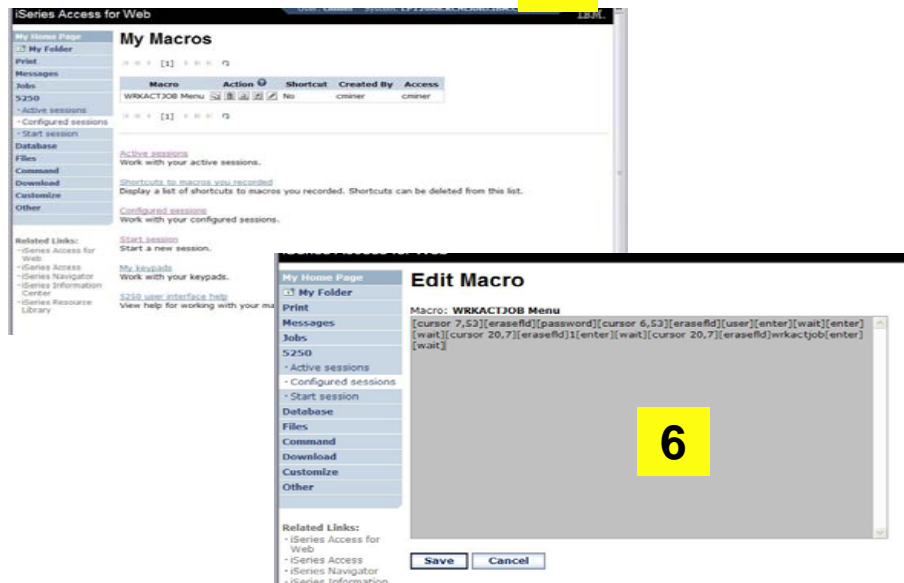 iSeries Access for Web
IBM.
My Home Page
My Folder
Print
Messages
Jobs
5250
- Active sessions
- Configured sessions
- Start session
Database
Files
Command
Download
Customize
Other
Related Links:
- iSeries Access for
Web
- iSeries Access
- iSeries Navigator
- iSeries Information
Center
- iSeries Resource
Library
My Macros
[1]
Macro Action Shortcut Created By Access
WRKACTJOB Menu No cminer cminer
[1]
Active sessions
Work with your active sessions.
Shortcuts to macros you recorded
Display a list of shortcuts to macros you recorded. Shortcuts can be deleted from this list.
Configured sessions
Work with your configured sessions.
Start session
Start a new session.
My keypads
Work with your keypads.
5250 user interface help
View help for working with your ma
My Home Page
My Folder
Print
Messages
Jobs
5250
· Active sessions
· Configured sessions
· Start session
Database
Files
Command
Download
Customize
Other
Related Links:
· iSeries Access for
Web
· iSeries Access
· iSeries Navigator
· iSeries Information
Edit Macro
Macro: WRKACTJOB Menu
[cursor 7,53][erasefld][password][cursor 6,53][erasefld][user][enter][wait][enter]
[wait][cursor 20,7][erasefld]1[enter][wait][cursor 20,7][erasefld]wrkactjob[enter]
[wait]
6
Save Cancel